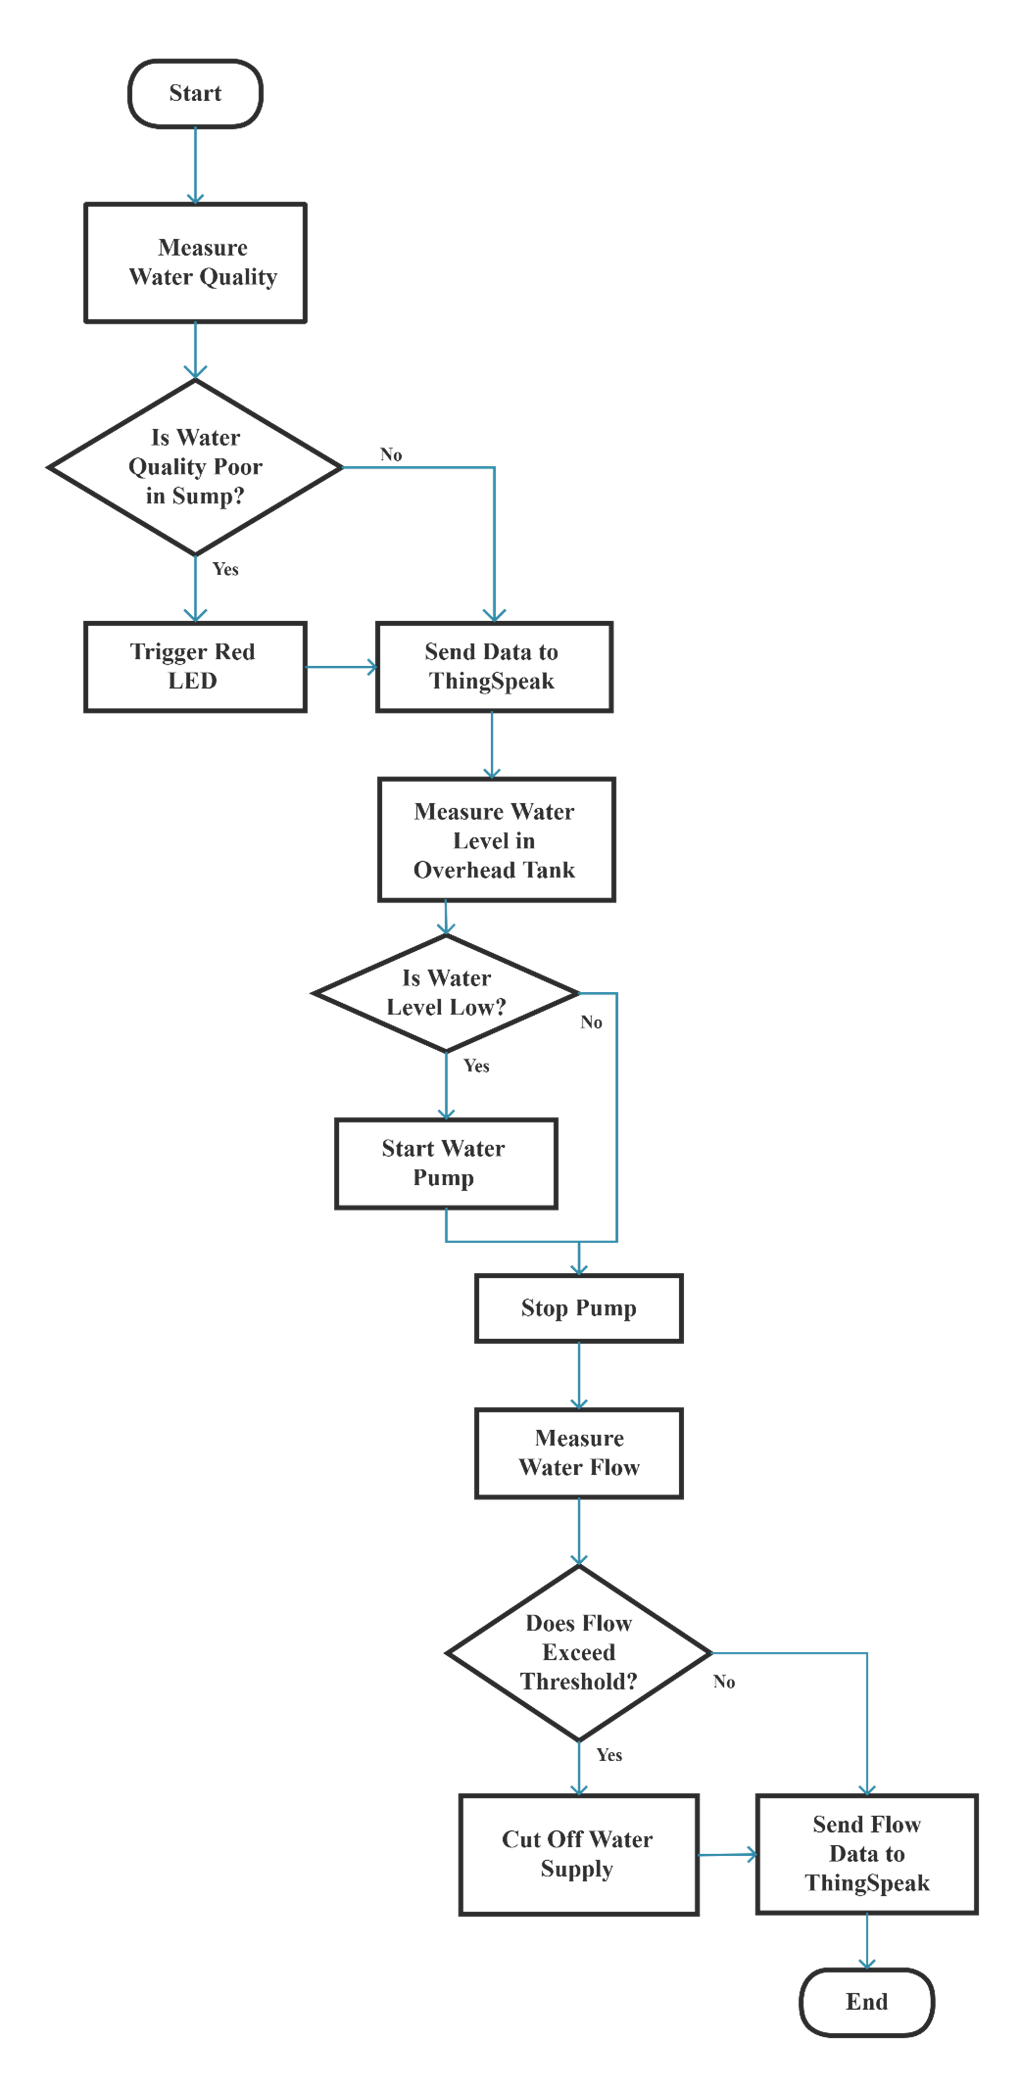 Start
Measure
Water Quality
Is Water
Quality Poor
in Sump?
No
Yes
Trigger Red
LED
Send Data to
ThingSpeak
Measure Water
Level in
Overhead Tank
Is Water
Level Low?
No
Yes
Start Water
Pump
Stop Pump
Measure
Water Flow
Does Flow
Exceed
Threshold?
No
Yes
Cut Off Water
Supply
Send Flow
Data to
ThingSpeak
End